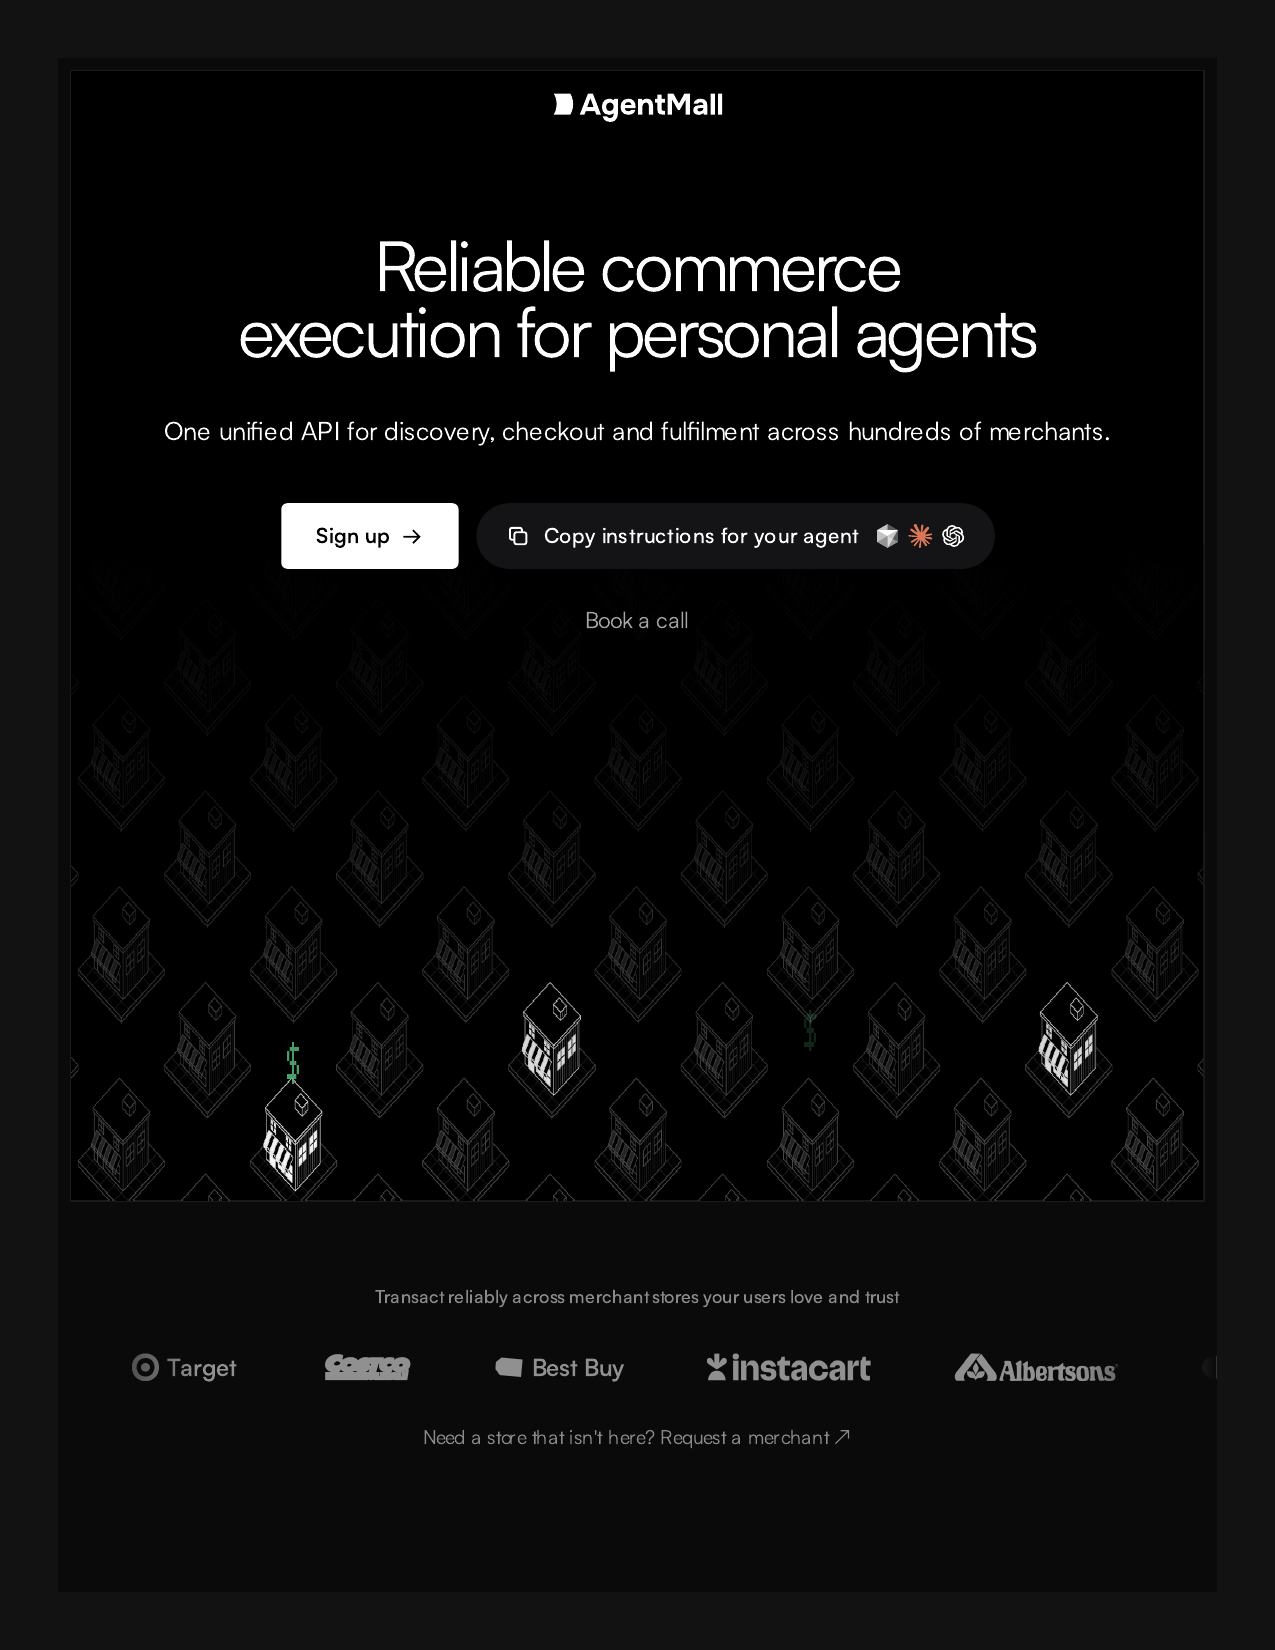 AgentMall
Reliable commerce
execution for personal agents
One unified API for discovery, checkout and fulfilment across hundreds of merchants.
Sign up →
Copy instructions for your agent
Book a call
Transact reliably across merchant stores your users love and trust
Target
Costco
Best Buy
instacart
Albertsons
Need a store that isn't here? Request a merchant ↗